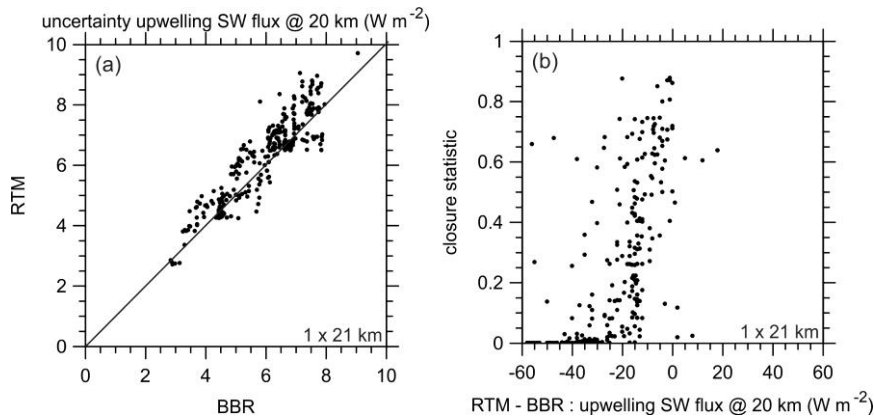 uncertainty upwelling SW flux @ 20 km (W m⁻²)
(a)
10
8
6
4
2
0
RTM
0 2 4 6 8 10
BBR
1 x 21 km
(b)
1
0.8
0.6
0.4
0.2
0
closure statistic
-60 -40 -20 0 20 40 60
RTM - BBR : upwelling SW flux @ 20 km (W m⁻²)
1 x 21 km